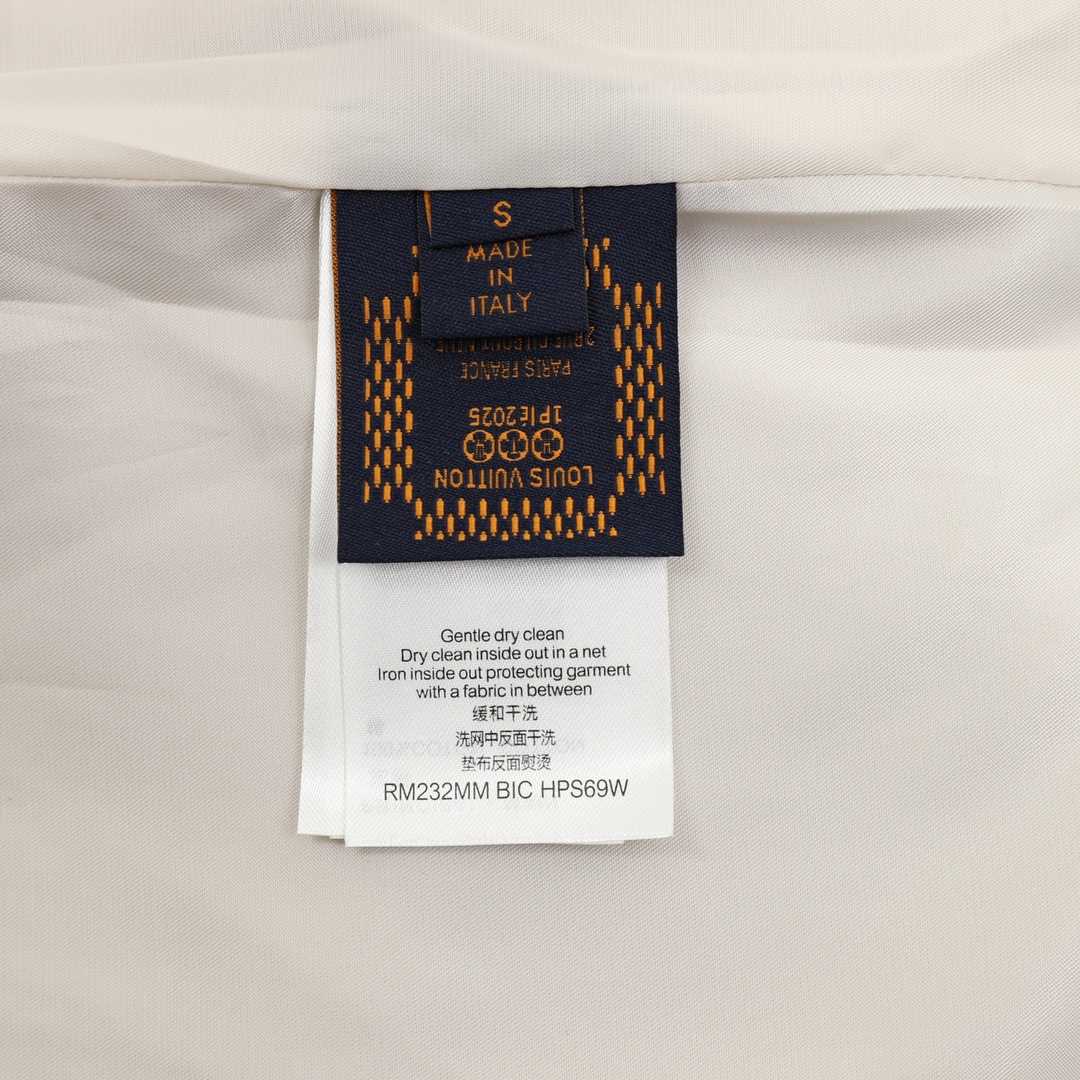 S
MADE
IN
ITALY
PARIS FRANCE
1Plé2025
LOUIS VUITTON
Gentle dry clean
Dry clean inside out in a net
Iron inside out protecting garment
with a fabric in between
缓和干洗
洗网中反面干洗
垫布反面熨烫
RM232MM BIC HPS69W